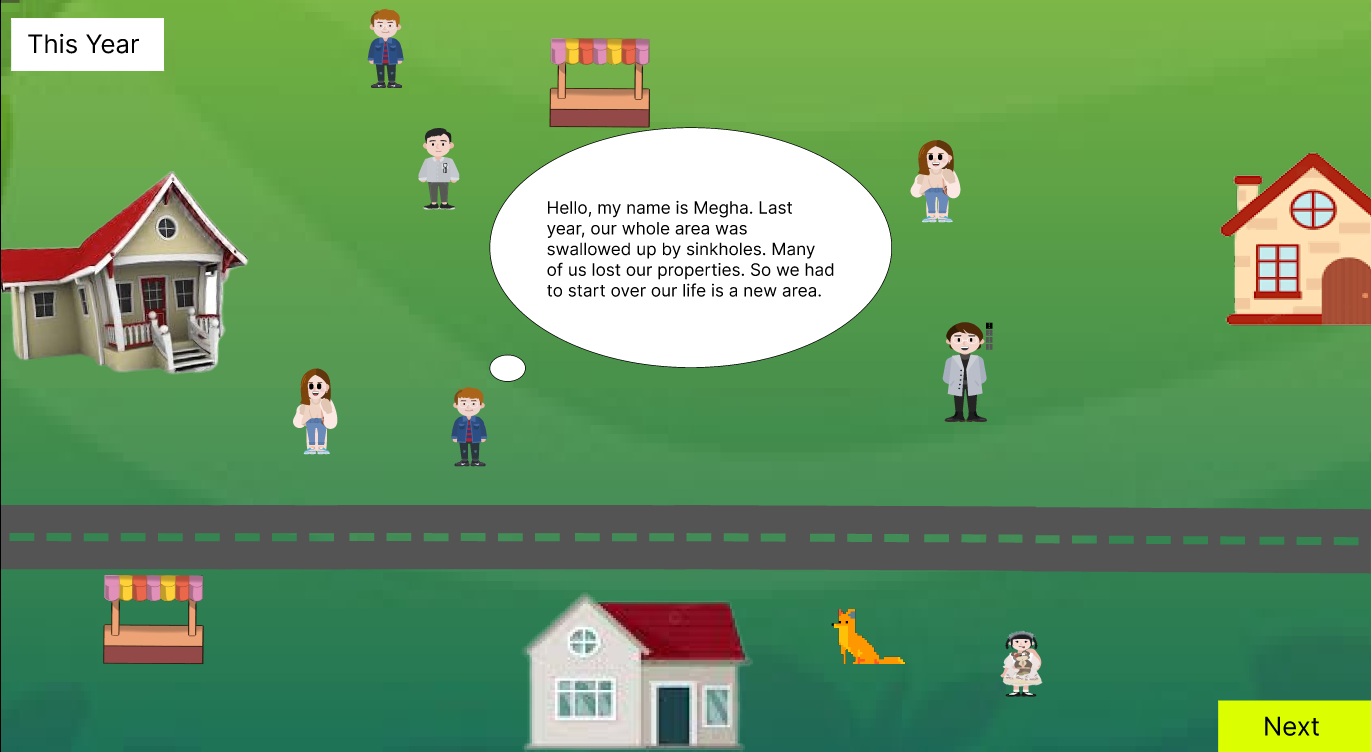 This Year
Hello, my name is Megha. Last
year, our whole area was
swallowed up by sinkholes. Many
of us lost our properties. So we had
to start over our life is a new area.
Next